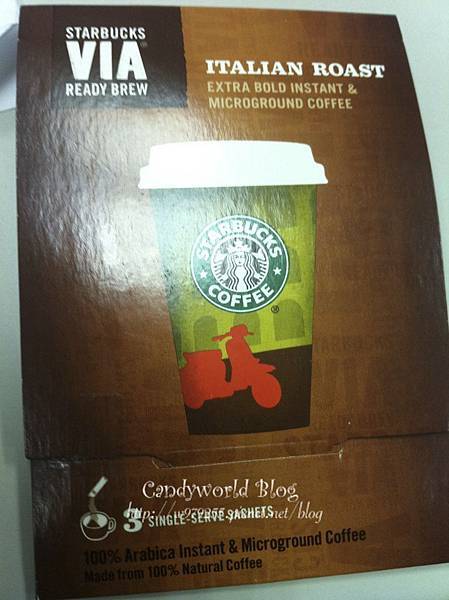 STARBUCKS
VIA®
READY BREW
ITALIAN ROAST
EXTRA BOLD INSTANT &
MICROGROUND COFFEE
STARBUCKS
COFFEE
®
Candyworld Blog
3 SINGLE-SERVE SACHETS
100% Arabica Instant & Microground Coffee
Made from 100% Natural Coffee